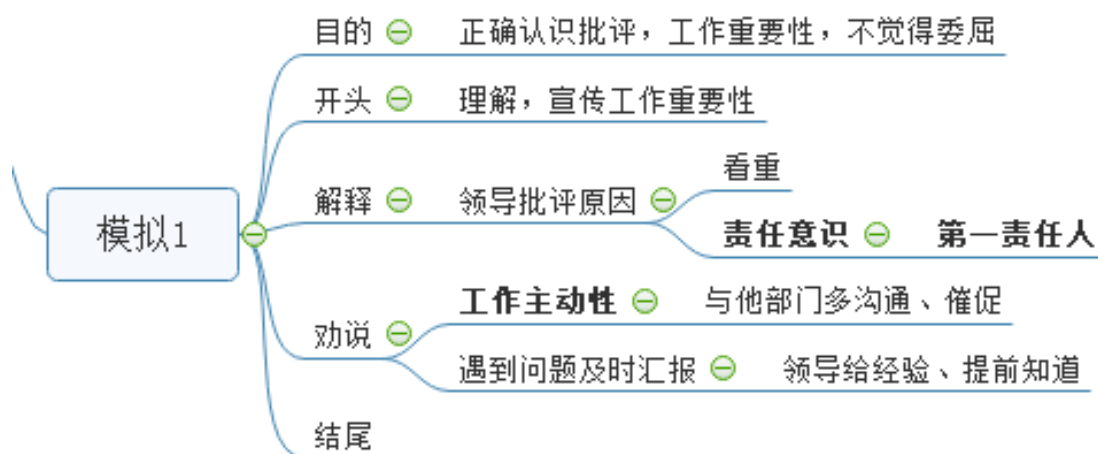 目的 正确认识批评，工作重要性，不觉得委屈
开头 理解，宣传工作重要性
看重
解释 领导批评原因
模拟1
责任意识 第一责任人
工作主动性 与他部门多沟通、催促
劝说
遇到问题及时汇报 领导给经验、提前知道
结尾